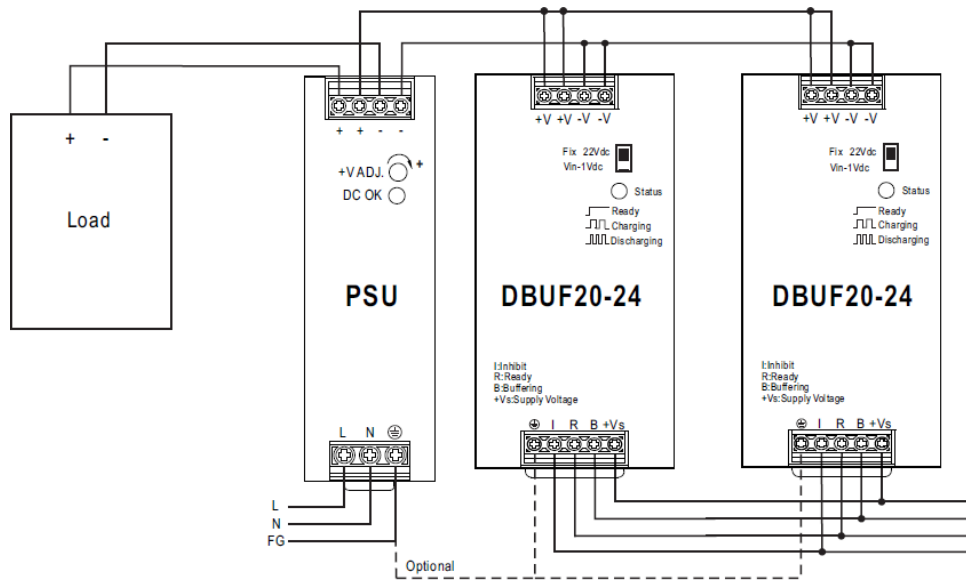 + -
Load
+ + - -
+V ADJ. +
DC OK
PSU
L N
L
N
FG
Optional
+V +V -V -V
Fix 22Vdc
Vin-1Vdc
Status
Ready
Charging
Discharging
DBUF20-24
I:Inhibit
R:Ready
B:Buffering
+Vs:Supply Voltage
I R B +Vs
+V +V -V -V
Fix 22Vdc
Vin-1Vdc
Status
Ready
Charging
Discharging
DBUF20-24
I:Inhibit
R:Ready
B:Buffering
+Vs:Supply Voltage
I R B +Vs